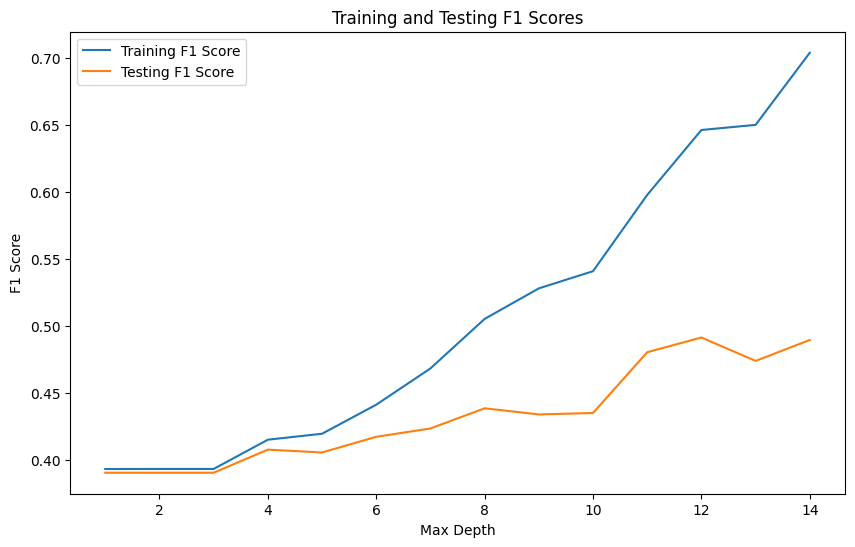 Training and Testing F1 Scores
Training F1 Score
Testing F1 Score
0.70
0.65
0.60
0.55
0.50
0.45
0.40
F1 Score
2 4 6 8 10 12 14
Max Depth